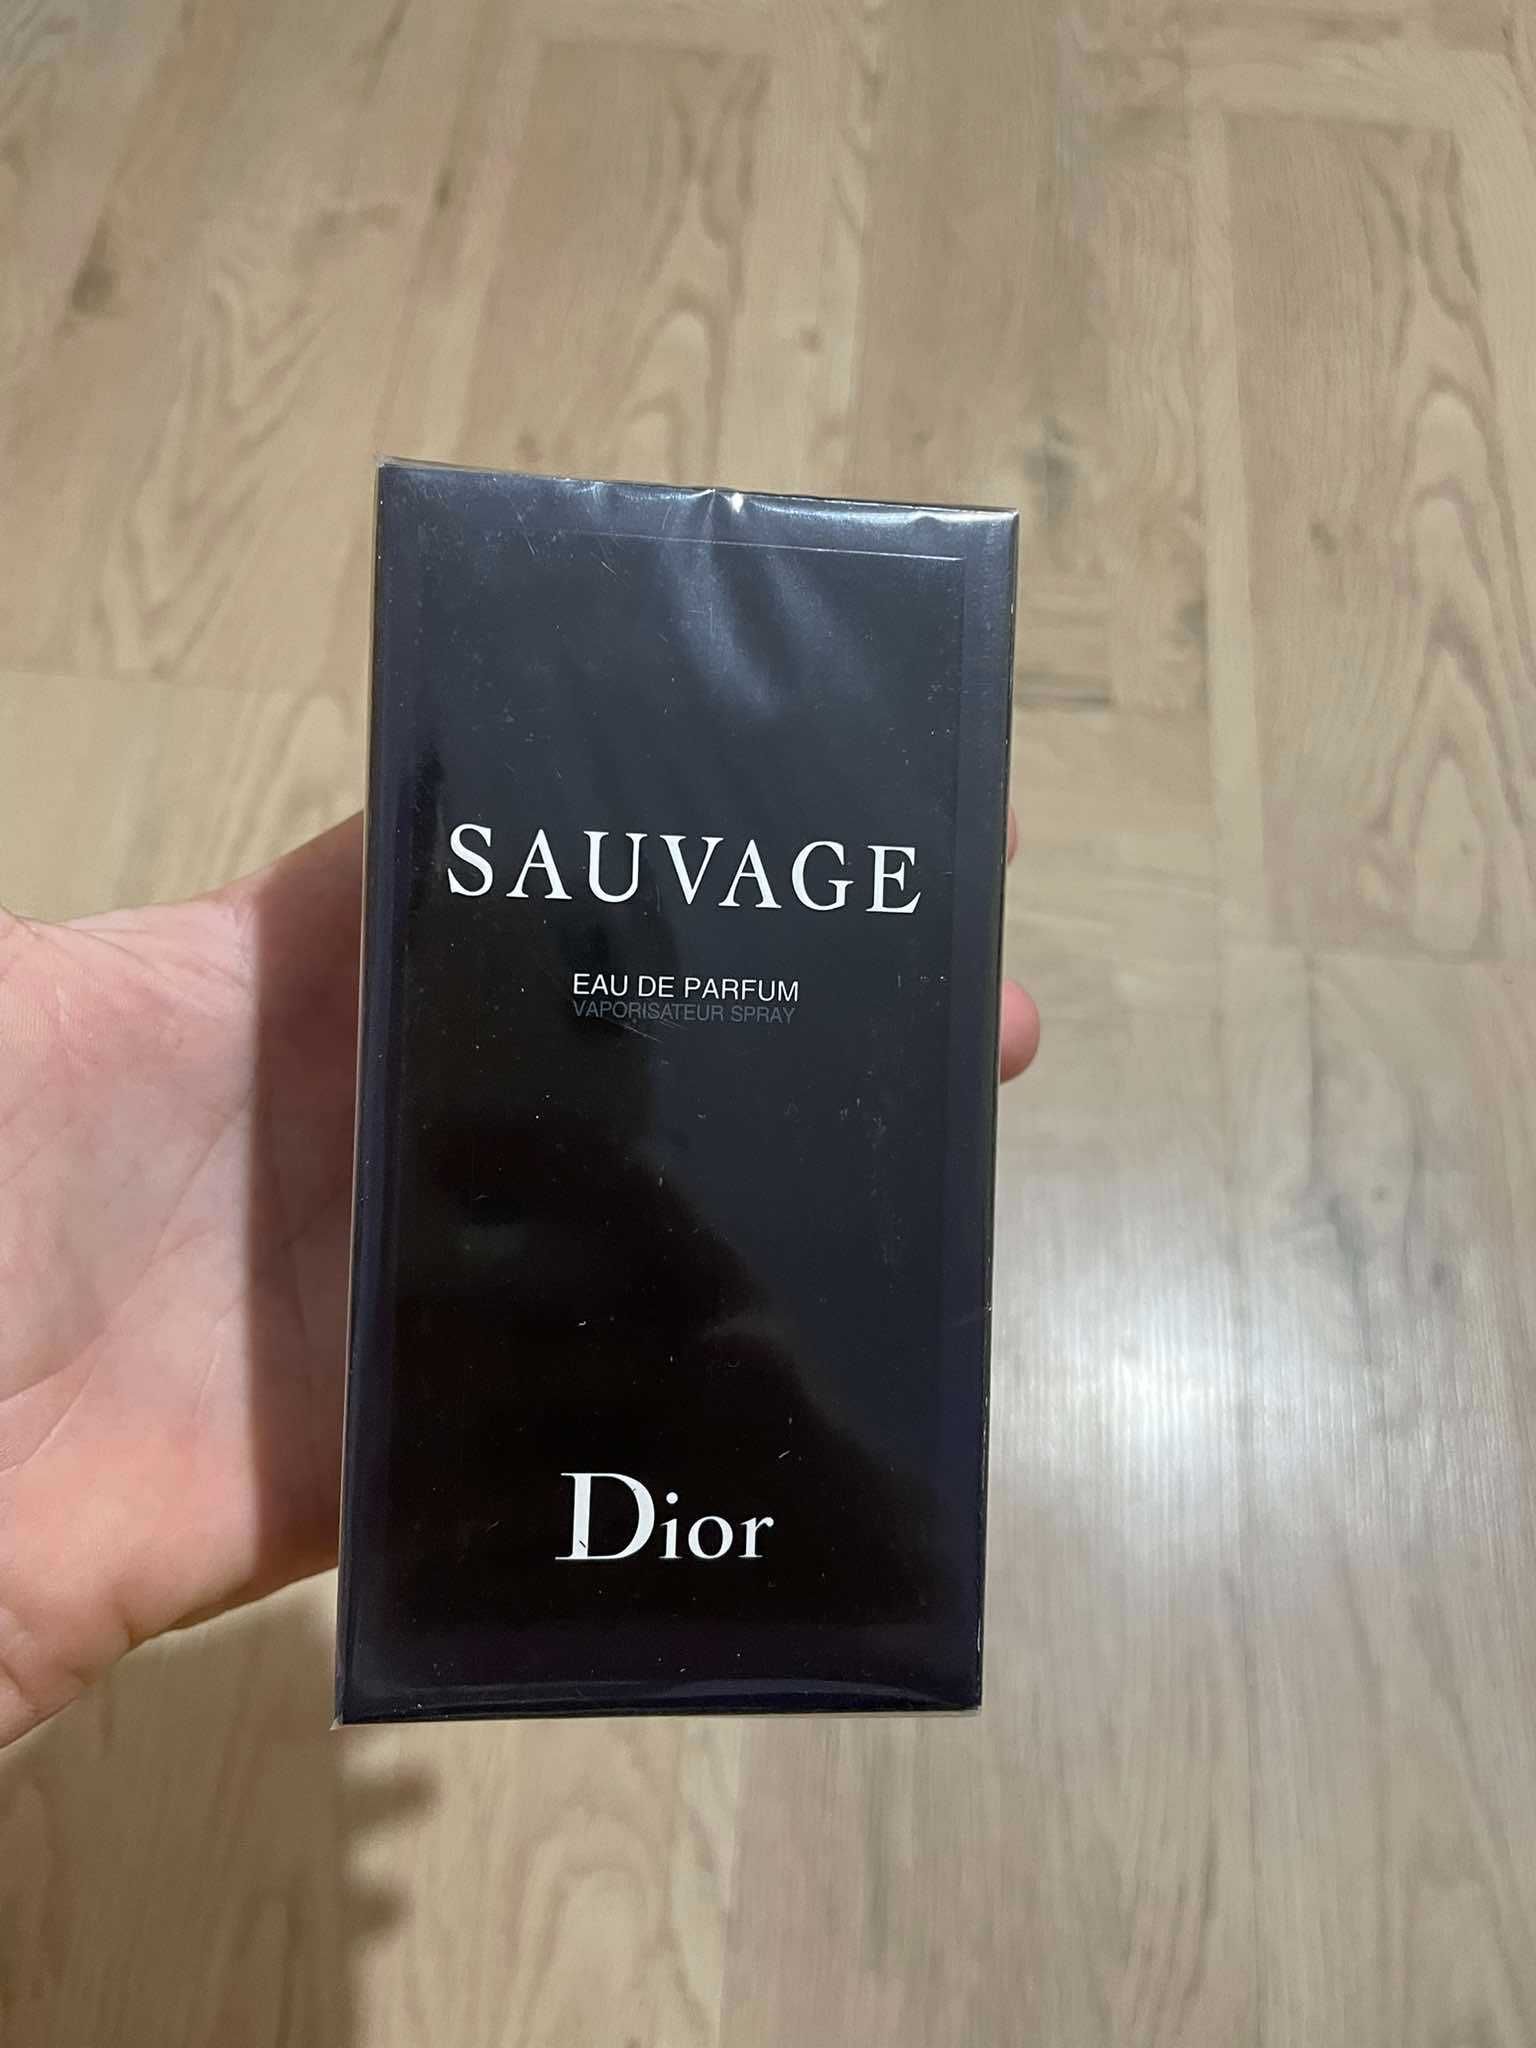 SAUVAGE
EAU DE PARFUM
VAPORISATEUR SPRAY
Dior